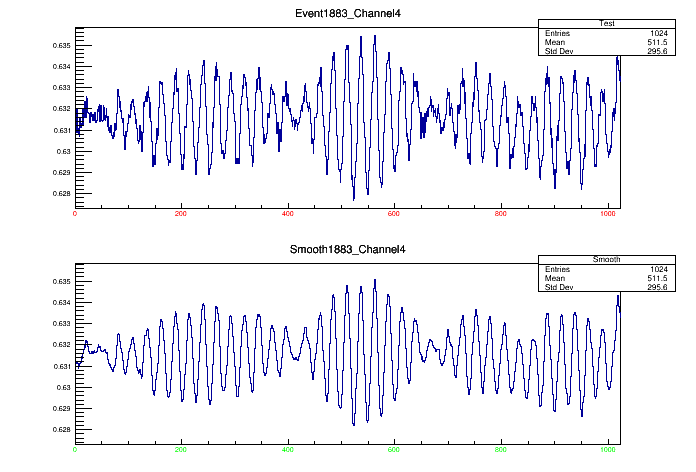 Event1883_Channel4
Test
Entries 1024
Mean 511.5
Std Dev 295.6
0.635
0.634
0.633
0.632
0.631
0.63
0.629
0.628
0 200 400 600 800 1000
Smooth1883_Channel4
Smooth
Entries 1024
Mean 511.5
Std Dev 295.6
0.635
0.634
0.633
0.632
0.631
0.63
0.629
0.628
0 200 400 600 800 1000